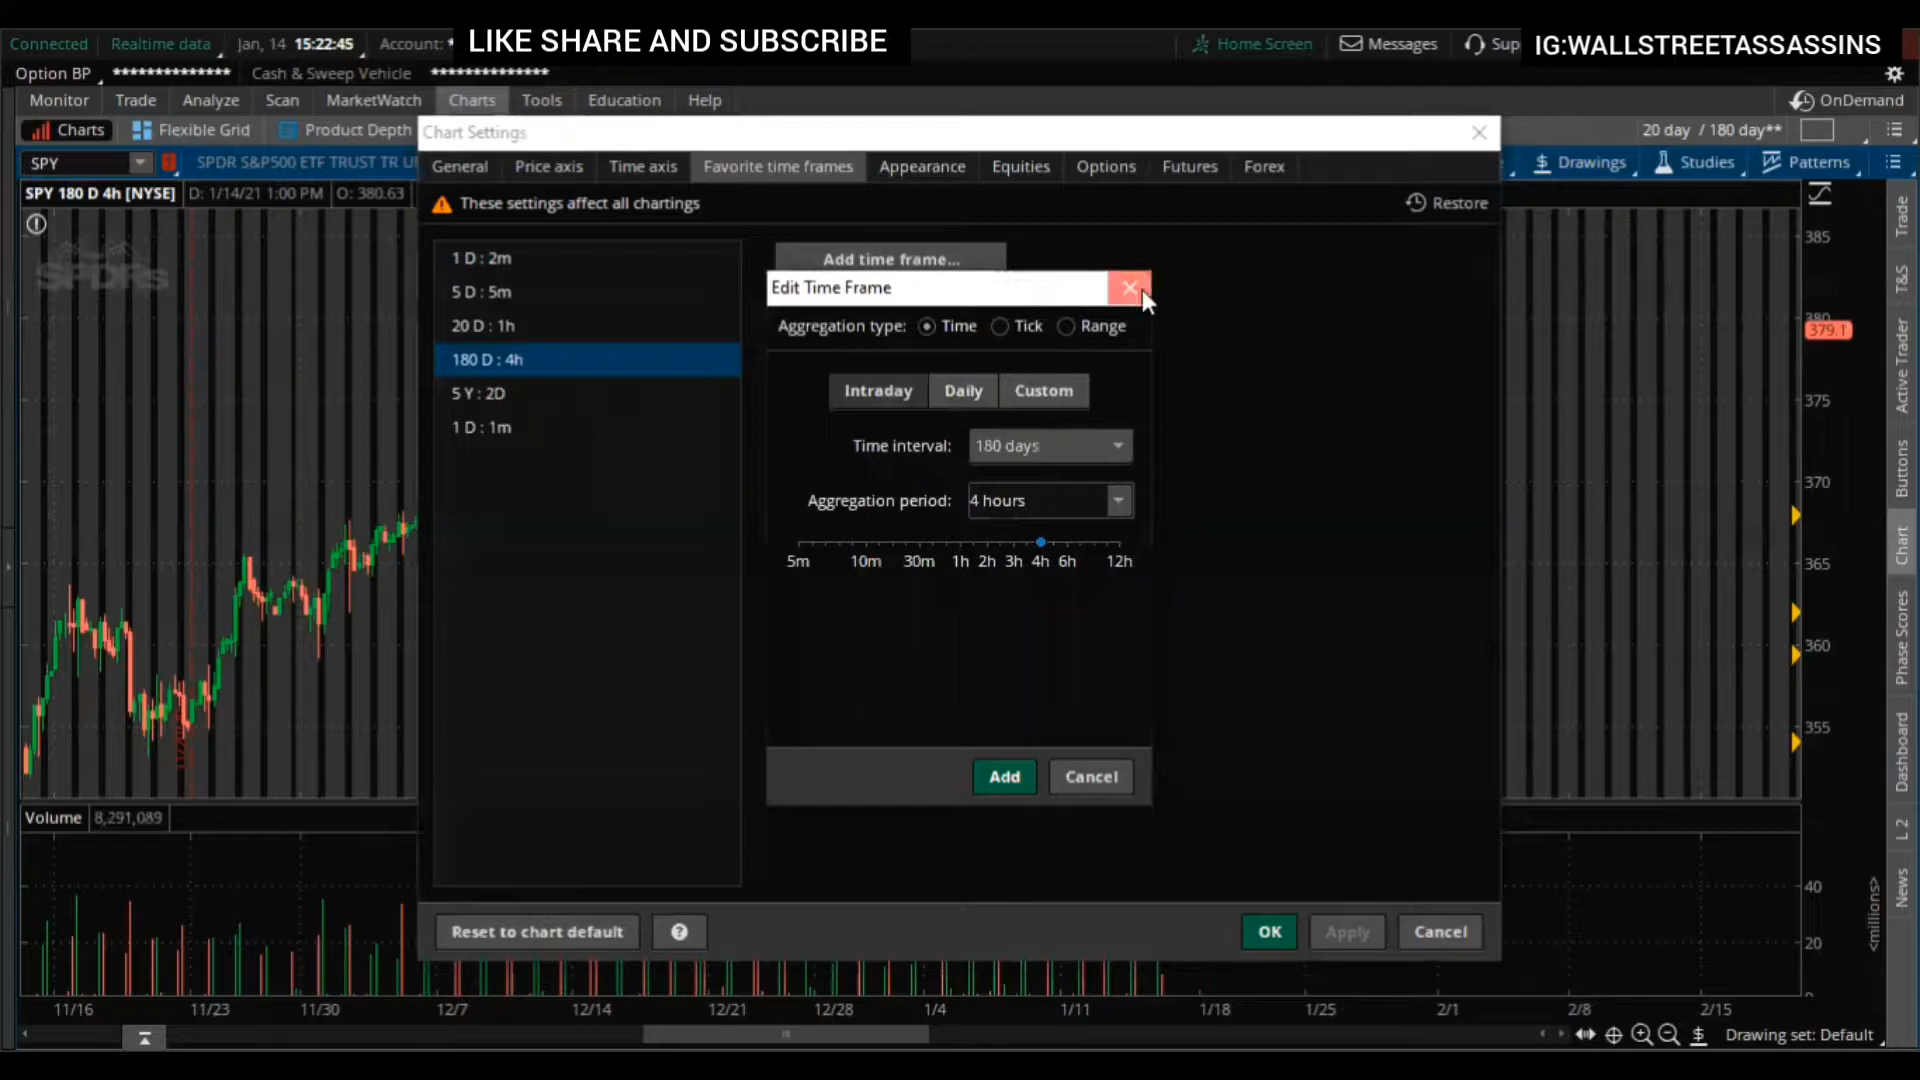 LIKE SHARE AND SUBSCRIBE
IG:WALLSTREETASSASSINS
Connected Realtime data Jan, 14 15:22:45 Account: * Home Screen Messages Sup
Option BP ************** Cash & Sweep Vehicle **************
Monitor Trade Analyze Scan MarketWatch Charts Tools Education Help OnDemand
Charts Flexible Grid Product Depth 20 day / 180 day**
SPY SPDR S&P500 ETF TRUST TR U Drawings Studies Patterns
SPY 180 D 4h [NYSE] D: 1/14/21 1:00 PM O: 380.63
SPDRs
Chart Settings
General Price axis Time axis Favorite time frames Appearance Equities Options Futures Forex
These settings affect all chartings Restore
1 D : 2m
5 D : 5m
20 D : 1h
180 D : 4h
5 Y : 2D
1 D : 1m
Add time frame...
Edit Time Frame
Aggregation type: Time Tick Range
Intraday Daily Custom
Time interval: 180 days
Aggregation period: 4 hours
5m 10m 30m 1h 2h 3h 4h 6h 12h
Add Cancel
Reset to chart default ? OK Apply Cancel
385
380
379.1
375
370
365
360
355
Volume 8,291,089
40
20
0
<millions>
11/16 11/23 11/30 12/7 12/14 12/21 12/28 1/4 1/11 1/18 1/25 2/1 2/8 2/15
Drawing set: Default
Trade
T&S
Active Trader
Buttons
Chart
Phase Scores
Dashboard
L 2
News